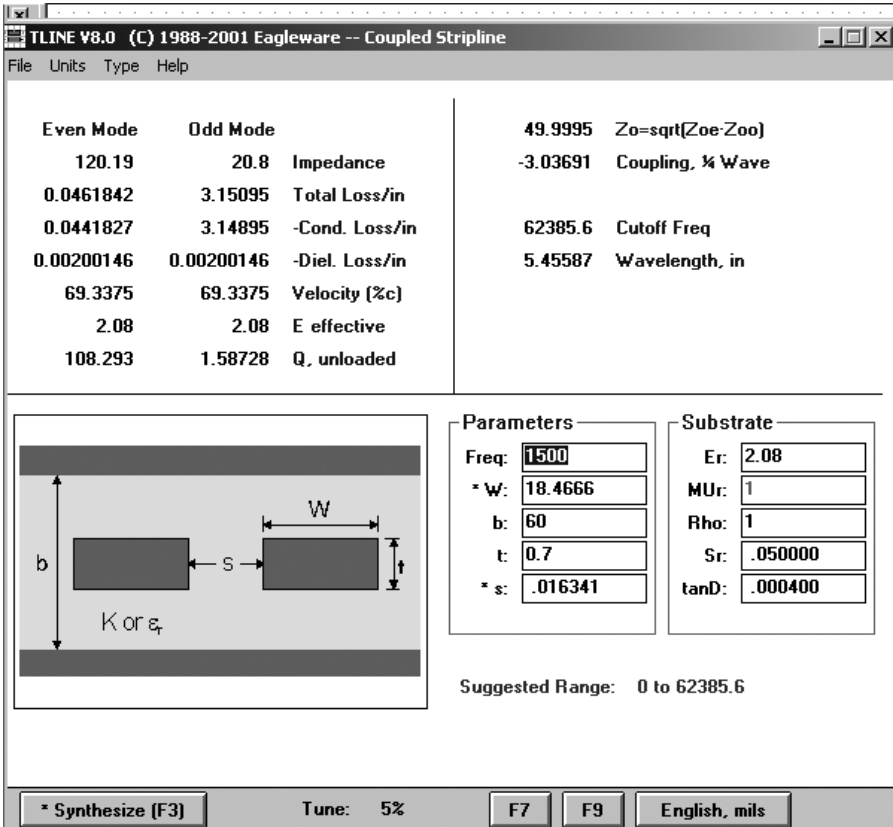 TLINE V8.0 (C) 1988-2001 Eagleware -- Coupled Stripline
File Units Type Help
Even Mode Odd Mode
120.19 20.8 Impedance
0.0461842 3.15095 Total Loss/in
0.0441827 3.14895 -Cond. Loss/in
0.00200146 0.00200146 -Diel. Loss/in
69.3375 69.3375 Velocity (%c)
2.08 2.08 E effective
108.293 1.58728 Q, unloaded
49.9995 Zo=sqrt(Zoe·Zoo)
-3.03691 Coupling, ¼ Wave
62385.6 Cutoff Freq
5.45587 Wavelength, in
W
b
S
t
K or εr
Parameters
Freq: 1500
* W: 18.4666
b: 60
t: 0.7
* s: .016341
Substrate
Er: 2.08
MUr: 1
Rho: 1
Sr: .050000
tanD: .000400
Suggested Range: 0 to 62385.6
* Synthesize (F3) Tune: 5% F7 F9 English, mils